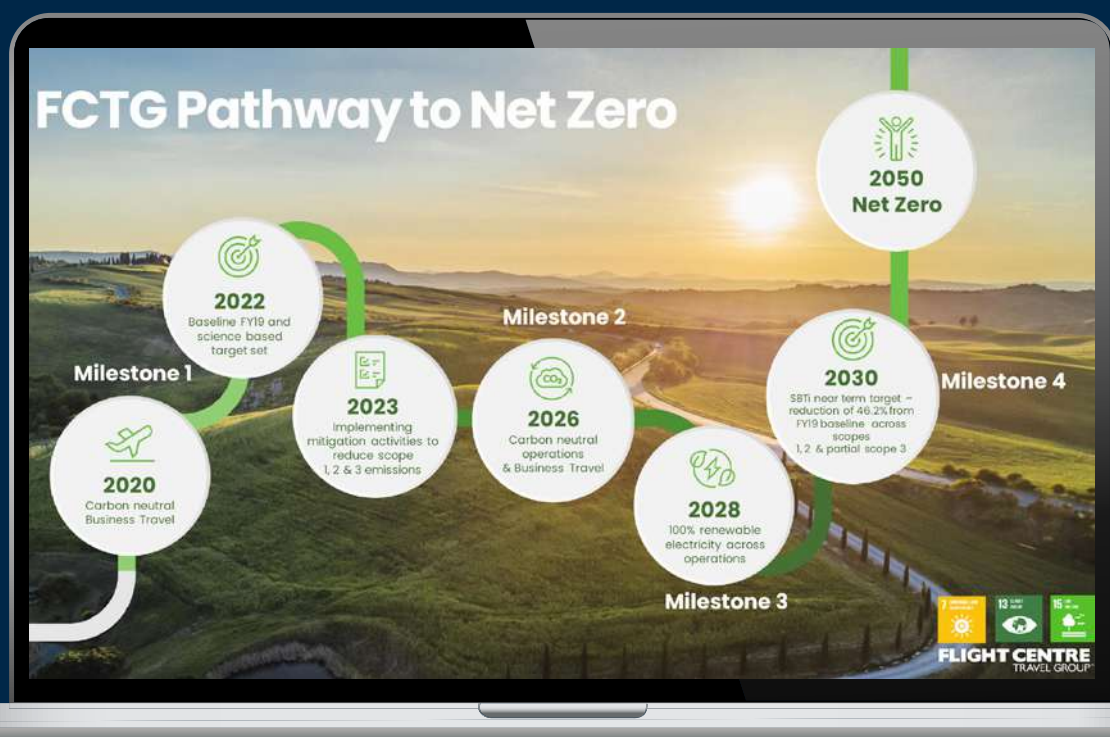 FCTG Pathway to Net Zero
2020
Carbon neutral
Business Travel
Milestone 1
2022
Baseline FY19 and
science based
target set
2023
Implementing
mitigation activities to
reduce scope
1, 2 & 3 emissions
Milestone 2
2026
Carbon neutral
operations
& Business Travel
2028
100% renewable
electricity across
operations
Milestone 3
2030
SBTi near term target –
reduction of 46.2% from
FY19 baseline across
scopes
1, 2 & partial scope 3
Milestone 4
2050
Net Zero
7
13
15
FLIGHT CENTRE
TRAVEL GROUP